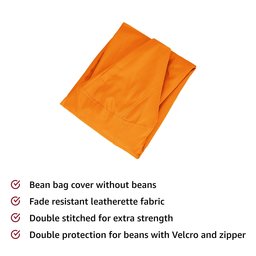 Bean bag cover without beans
Fade resistant leatherette fabric
Double stitched for extra strength
Double protection for beans with Velcro and zipper